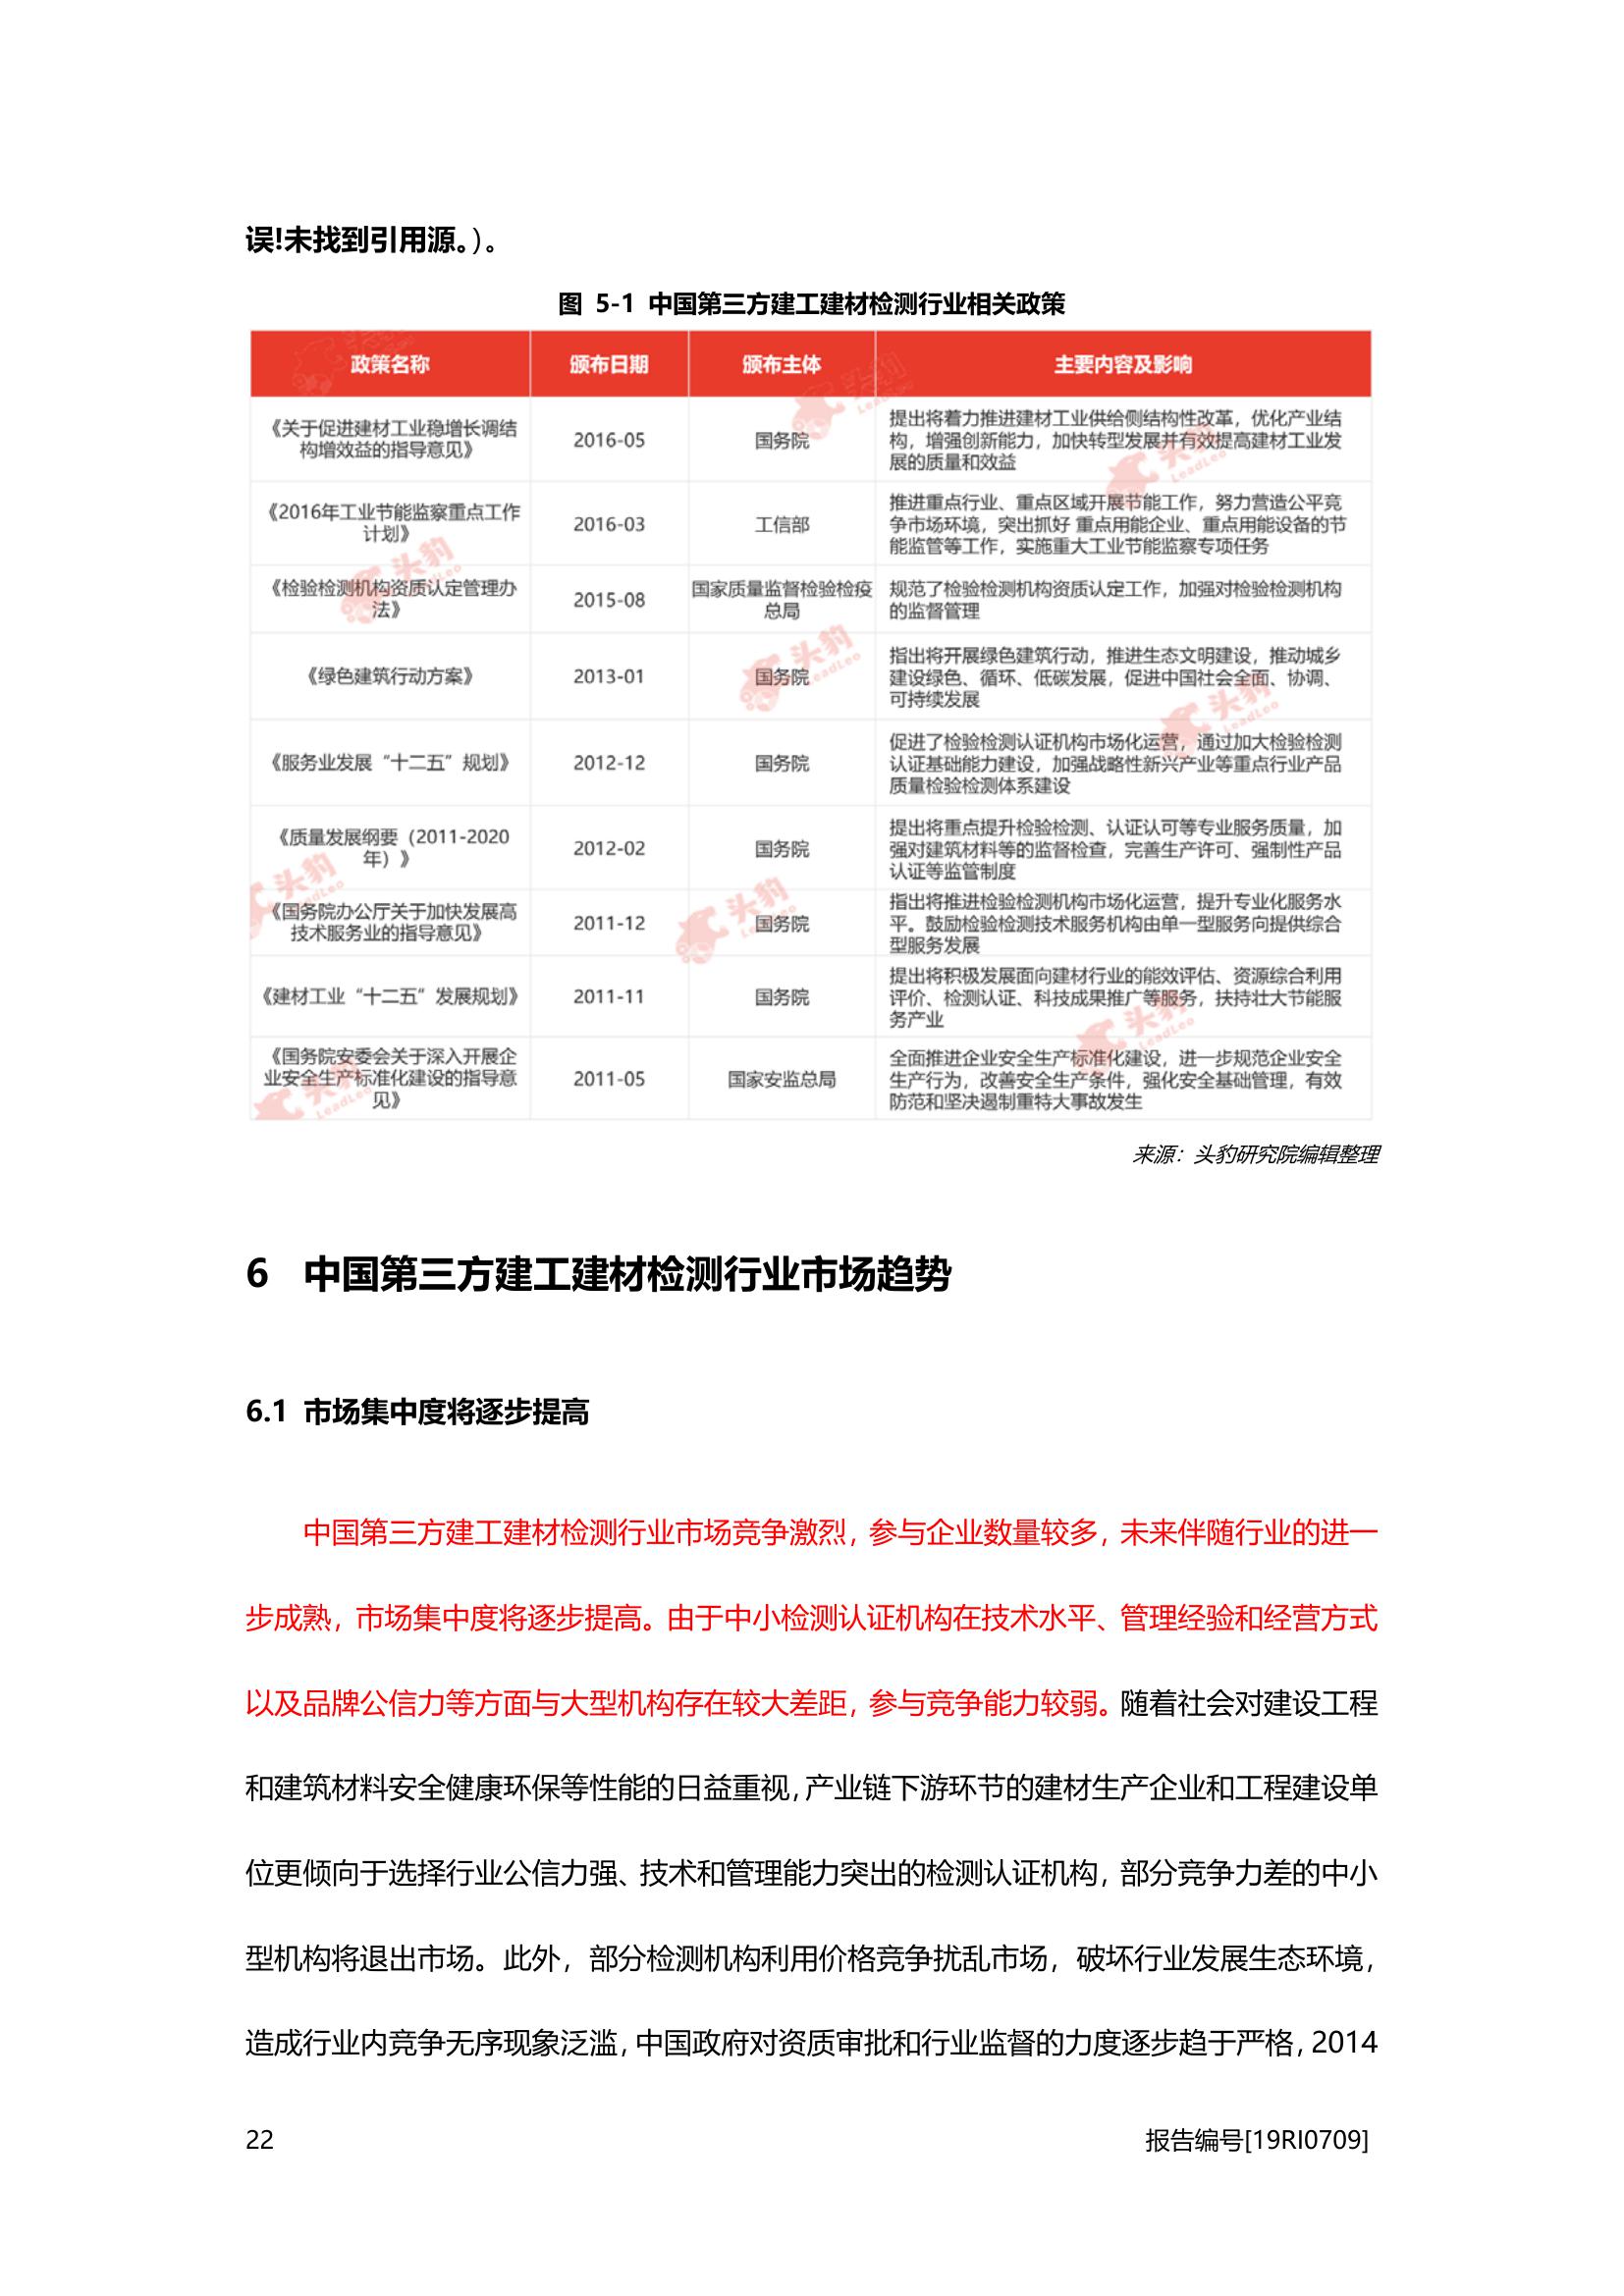 误!未找到引用源。）。
图 5-1 中国第三方建工建材检测行业相关政策
政策名称 颁布日期 颁布主体 主要内容及影响
《关于促进建材工业稳增长调结
构增效益的指导意见》
2016-05
国务院
提出将着力推进建材工业供给侧结构性改革，优化产业结
构，增强创新能力，加快转型发展并有效提高建材工业发
展的质量和效益
《2016年工业节能监察重点工作
计划》
2016-03
工信部
推进重点行业、重点区域开展节能工作，努力营造公平竞
争市场环境，突出抓好 重点用能企业、重点用能设备的节
能监管等工作，实施重大工业节能监察专项任务
《检验检测机构资质认定管理办
法》
2015-08
国家质量监督检验检疫
总局
规范了检验检测机构资质认定工作，加强对检验检测机构
的监督管理
《绿色建筑行动方案》
2013-01
国务院
指出将开展绿色建筑行动，推进生态文明建设，推动城乡
建设绿色、循环、低碳发展，促进中国社会全面、协调、
可持续发展
《服务业发展“十二五”规划》
2012-12
国务院
促进了检验检测认证机构市场化运营，通过加大检验检测
认证基础能力建设，加强战略性新兴产业等重点行业产品
质量检验检测体系建设
《质量发展纲要（2011-2020
年）》
2012-02
国务院
提出将重点提升检验检测、认证认可等专业服务质量，加
强对建筑材料等的监督检查，完善生产许可、强制性产品
认证等监管制度
《国务院办公厅关于加快发展高
技术服务业的指导意见》
2011-12
国务院
指出将推进检验检测机构市场化运营，提升专业化服务水
平。鼓励检验检测技术服务机构由单一型服务向提供综合
型服务发展
《建材工业“十二五”发展规划》
2011-11
国务院
提出将积极发展面向建材行业的能效评估、资源综合利用
评价、检测认证、科技成果推广等服务，扶持壮大节能服
务产业
《国务院安委会关于深入开展企
业安全生产标准化建设的指导意
见》
2011-05
国家安监总局
全面推进企业安全生产标准化建设，进一步规范企业安全
生产行为，改善安全生产条件，强化安全基础管理，有效
防范和坚决遏制重特大事故发生
来源：头豹研究院编辑整理
6 中国第三方建工建材检测行业市场趋势
6.1 市场集中度将逐步提高
中国第三方建工建材检测行业市场竞争激烈，参与企业数量较多，未来伴随行业的进一
步成熟，市场集中度将逐步提高。由于中小检测认证机构在技术水平、管理经验和经营方式
以及品牌公信力等方面与大型机构存在较大差距，参与竞争能力较弱。随着社会对建设工程
和建筑材料安全健康环保等性能的日益重视，产业链下游环节的建材生产企业和工程建设单
位更倾向于选择行业公信力强、技术和管理能力突出的检测认证机构，部分竞争力差的中小
型机构将退出市场。此外，部分检测机构利用价格竞争扰乱市场，破坏行业发展生态环境，
造成行业内竞争无序现象泛滥，中国政府对资质审批和行业监督的力度逐步趋于严格，2014
22
报告编号[19RI0709]